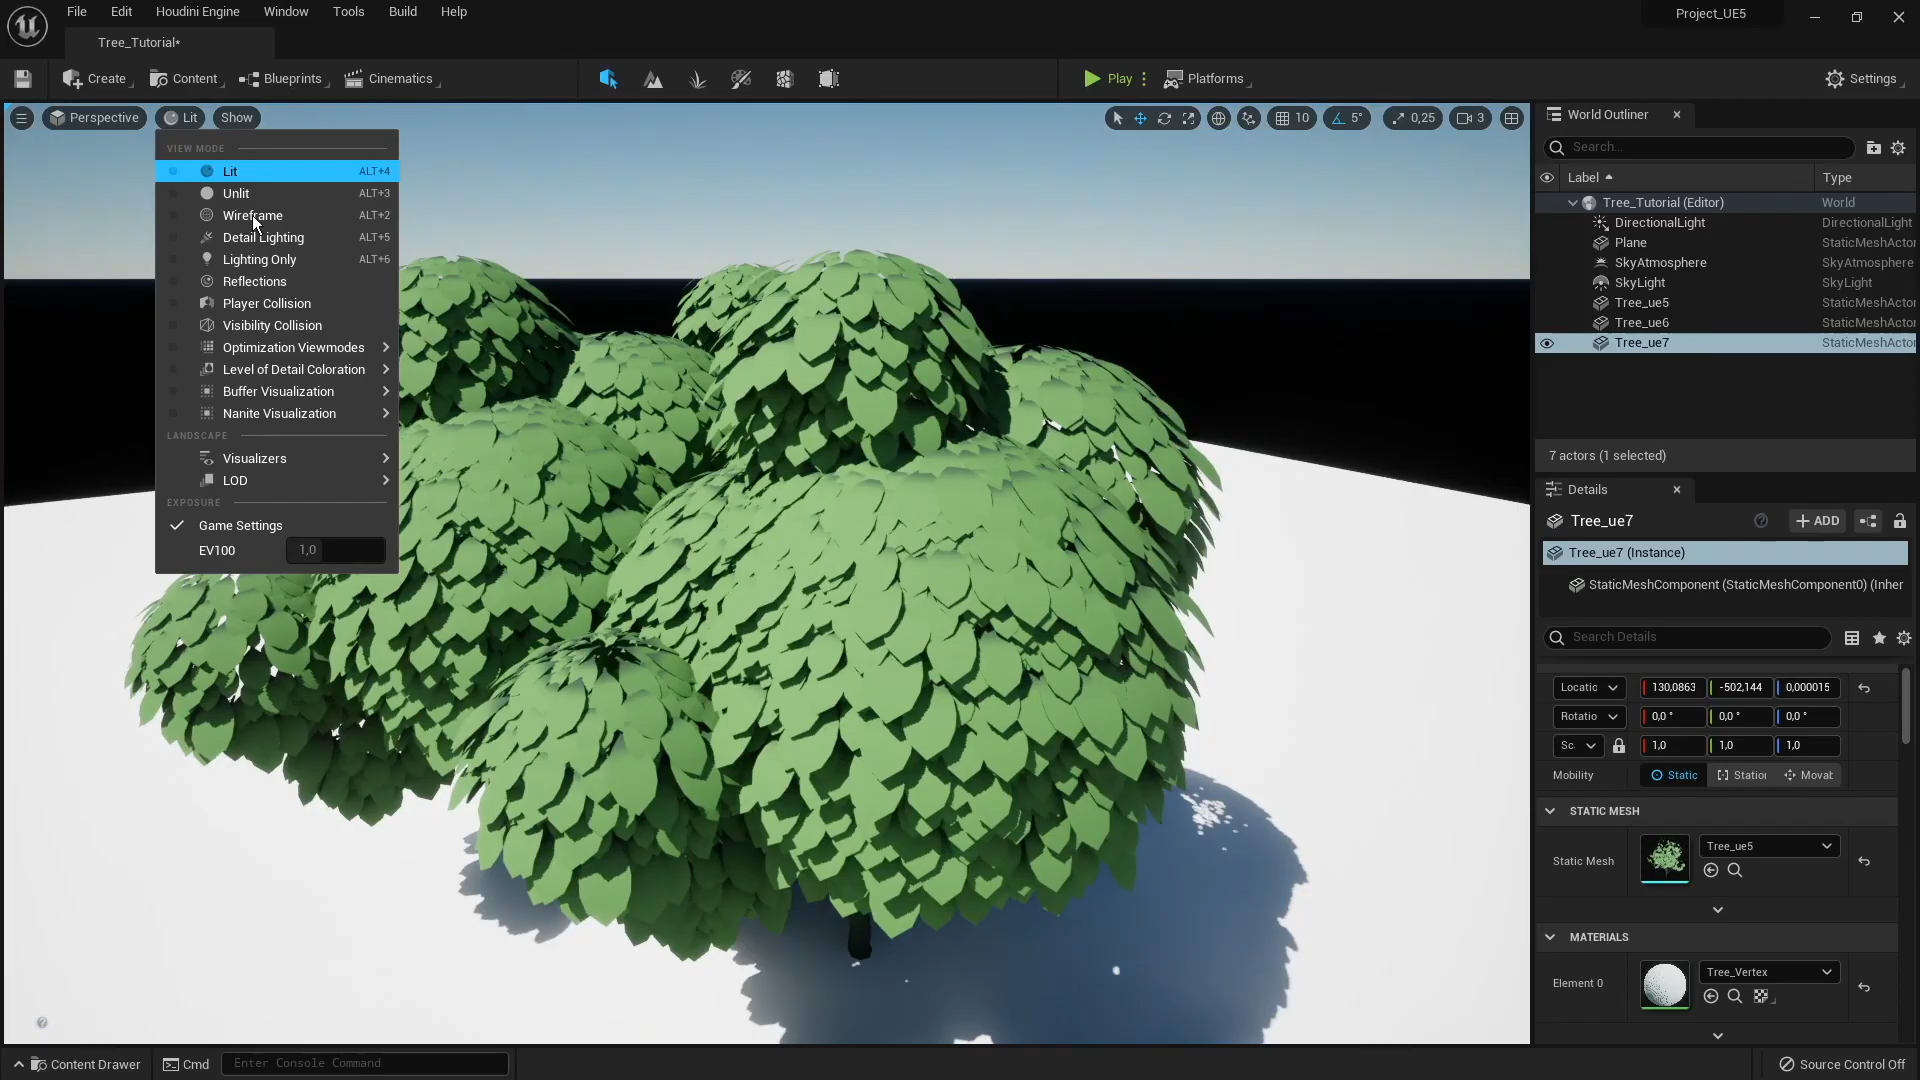 File Edit Houdini Engine Window Tools Build Help
Project_UE5
Tree_Tutorial*
Create Content Blueprints Cinematics Play Platforms Settings
Perspective Lit Show
10 5° 0,25 3
VIEW MODE
Lit ALT+4
Unlit ALT+3
Wireframe ALT+2
Detail Lighting ALT+5
Lighting Only ALT+6
Reflections
Player Collision
Visibility Collision
Optimization Viewmodes
Level of Detail Coloration
Buffer Visualization
Nanite Visualization
LANDSCAPE
Visualizers
LOD
EXPOSURE
Game Settings
EV100 1,0
World Outliner
Search...
Label Type
Tree_Tutorial (Editor) World
DirectionalLight DirectionalLight
Plane StaticMeshActor
SkyAtmosphere SkyAtmosphere
SkyLight SkyLight
Tree_ue5 StaticMeshActor
Tree_ue6 StaticMeshActor
Tree_ue7 StaticMeshActor
7 actors (1 selected)
Details
Tree_ue7
+ ADD
Tree_ue7 (Instance)
StaticMeshComponent (StaticMeshComponent0) (Inher
Search Details
Locatic 130,0863 -502,144 0,000015
Rotatio 0,0 ° 0,0 ° 0,0 °
Sc 1,0 1,0 1,0
Mobility Static Statior Movat
STATIC MESH
Static Mesh Tree_ue5
MATERIALS
Element 0 Tree_Vertex
Content Drawer Cmd Enter Console Command Source Control Off